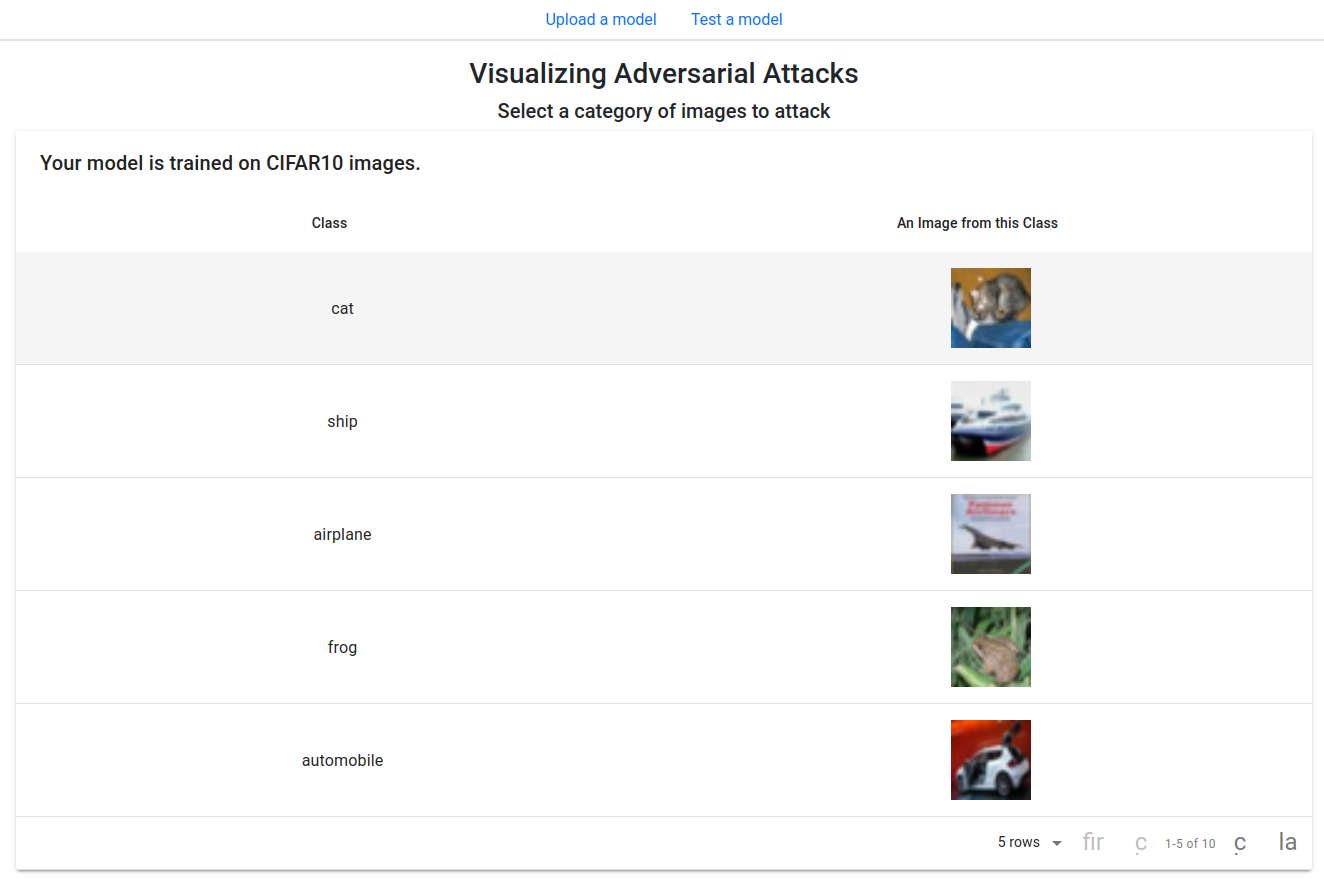 Upload a model Test a model
Visualizing Adversarial Attacks
Select a category of images to attack
Your model is trained on CIFAR10 images.
Class An Image from this Class
cat
ship
airplane
frog
automobile
5 rows fir c 1-5 of 10 c la